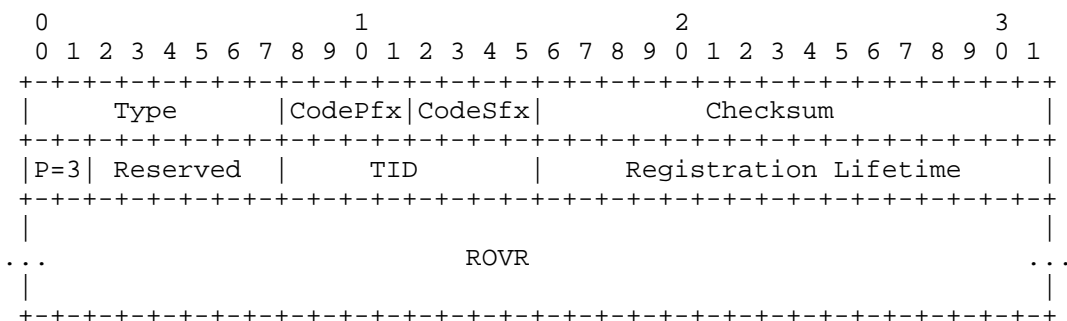 0                   1                   2                   3
 0 1 2 3 4 5 6 7 8 9 0 1 2 3 4 5 6 7 8 9 0 1 2 3 4 5 6 7 8 9 0 1
+-+-+-+-+-+-+-+-+-+-+-+-+-+-+-+-+-+-+-+-+-+-+-+-+-+-+-+-+-+-+-+-+
|     Type      |CodePfx|CodeSfx|          Checksum             |
+-+-+-+-+-+-+-+-+-+-+-+-+-+-+-+-+-+-+-+-+-+-+-+-+-+-+-+-+-+-+-+-+
|P=3| Reserved  |     TID       |     Registration Lifetime     |
+-+-+-+-+-+-+-+-+-+-+-+-+-+-+-+-+-+-+-+-+-+-+-+-+-+-+-+-+-+-+-+-+
|                                                               |
...                          ROVR                              ...
|                                                               |
+-+-+-+-+-+-+-+-+-+-+-+-+-+-+-+-+-+-+-+-+-+-+-+-+-+-+-+-+-+-+-+-+